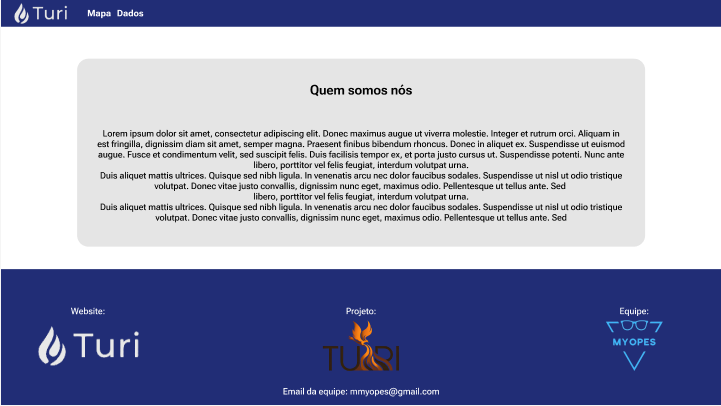 Turi Mapa Dados
Quem somos nós
Lorem ipsum dolor sit amet, consectetur adipiscing elit. Donec maximus augue ut viverra molestie. Integer et rutrum orci. Aliquam in
est fringilla, dignissim diam sit amet, semper magna. Praesent finibus bibendum rhoncus. Donec in aliquet ex. Suspendisse ut euismod
augue. Fusce et condimentum velit, sed suscipit felis. Duis facilisis tempor ex, et porta justo cursus ut. Suspendisse potenti. Nunc ante
libero, porttitor vel felis feugiat, interdum volutpat urna.
Duis aliquet mattis ultrices. Quisque sed nibh ligula. In venenatis arcu nec dolor faucibus sodales. Suspendisse ut nisl ut odio tristique
volutpat. Donec vitae justo convallis, dignissim nunc eget, maximus odio. Pellentesque ut tellus ante. Sed
libero, porttitor vel felis feugiat, interdum volutpat urna.
Duis aliquet mattis ultrices. Quisque sed nibh ligula. In venenatis arcu nec dolor faucibus sodales. Suspendisse ut nisl ut odio tristique
volutpat. Donec vitae justo convallis, dignissim nunc eget, maximus odio. Pellentesque ut tellus ante. Sed
Website: Projeto: Equipe:
Turi TURI MYOPES
Email da equipe: mmyopes@gmail.com